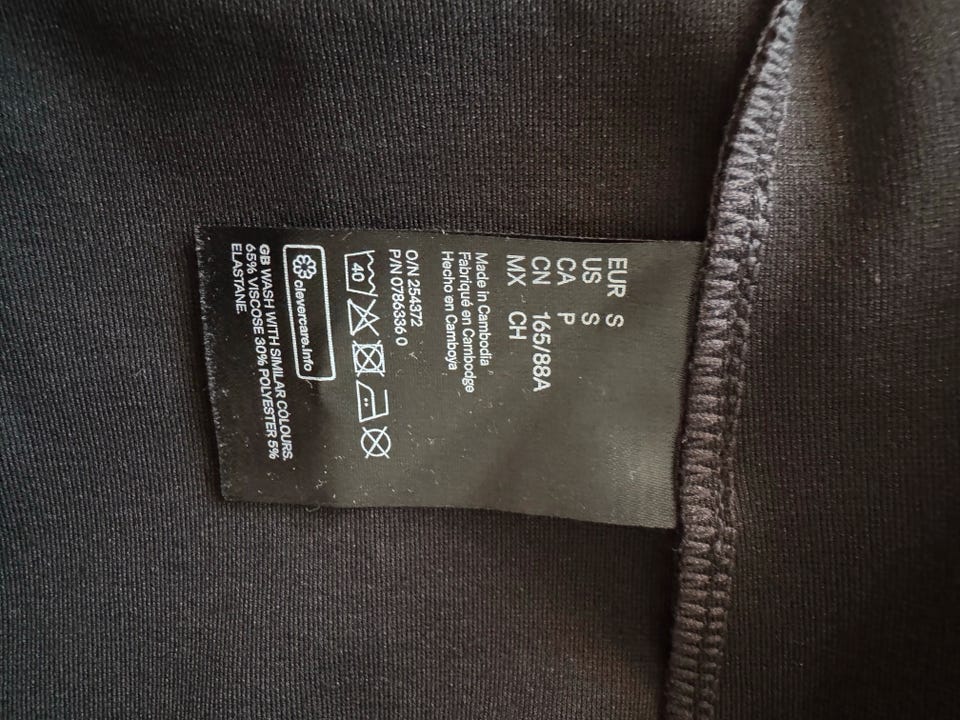 EUR S
US S
CA P
CN 165/88A
MX CH
Made in Cambodia
Fabriqué en Cambodge
Hecho en Camboya
O/N 254372
P/N 0786336 0
40
clevercare.info
GB WASH WITH SIMILAR COLOURS.
65% VISCOSE 30% POLYESTER 5%
ELASTANE.